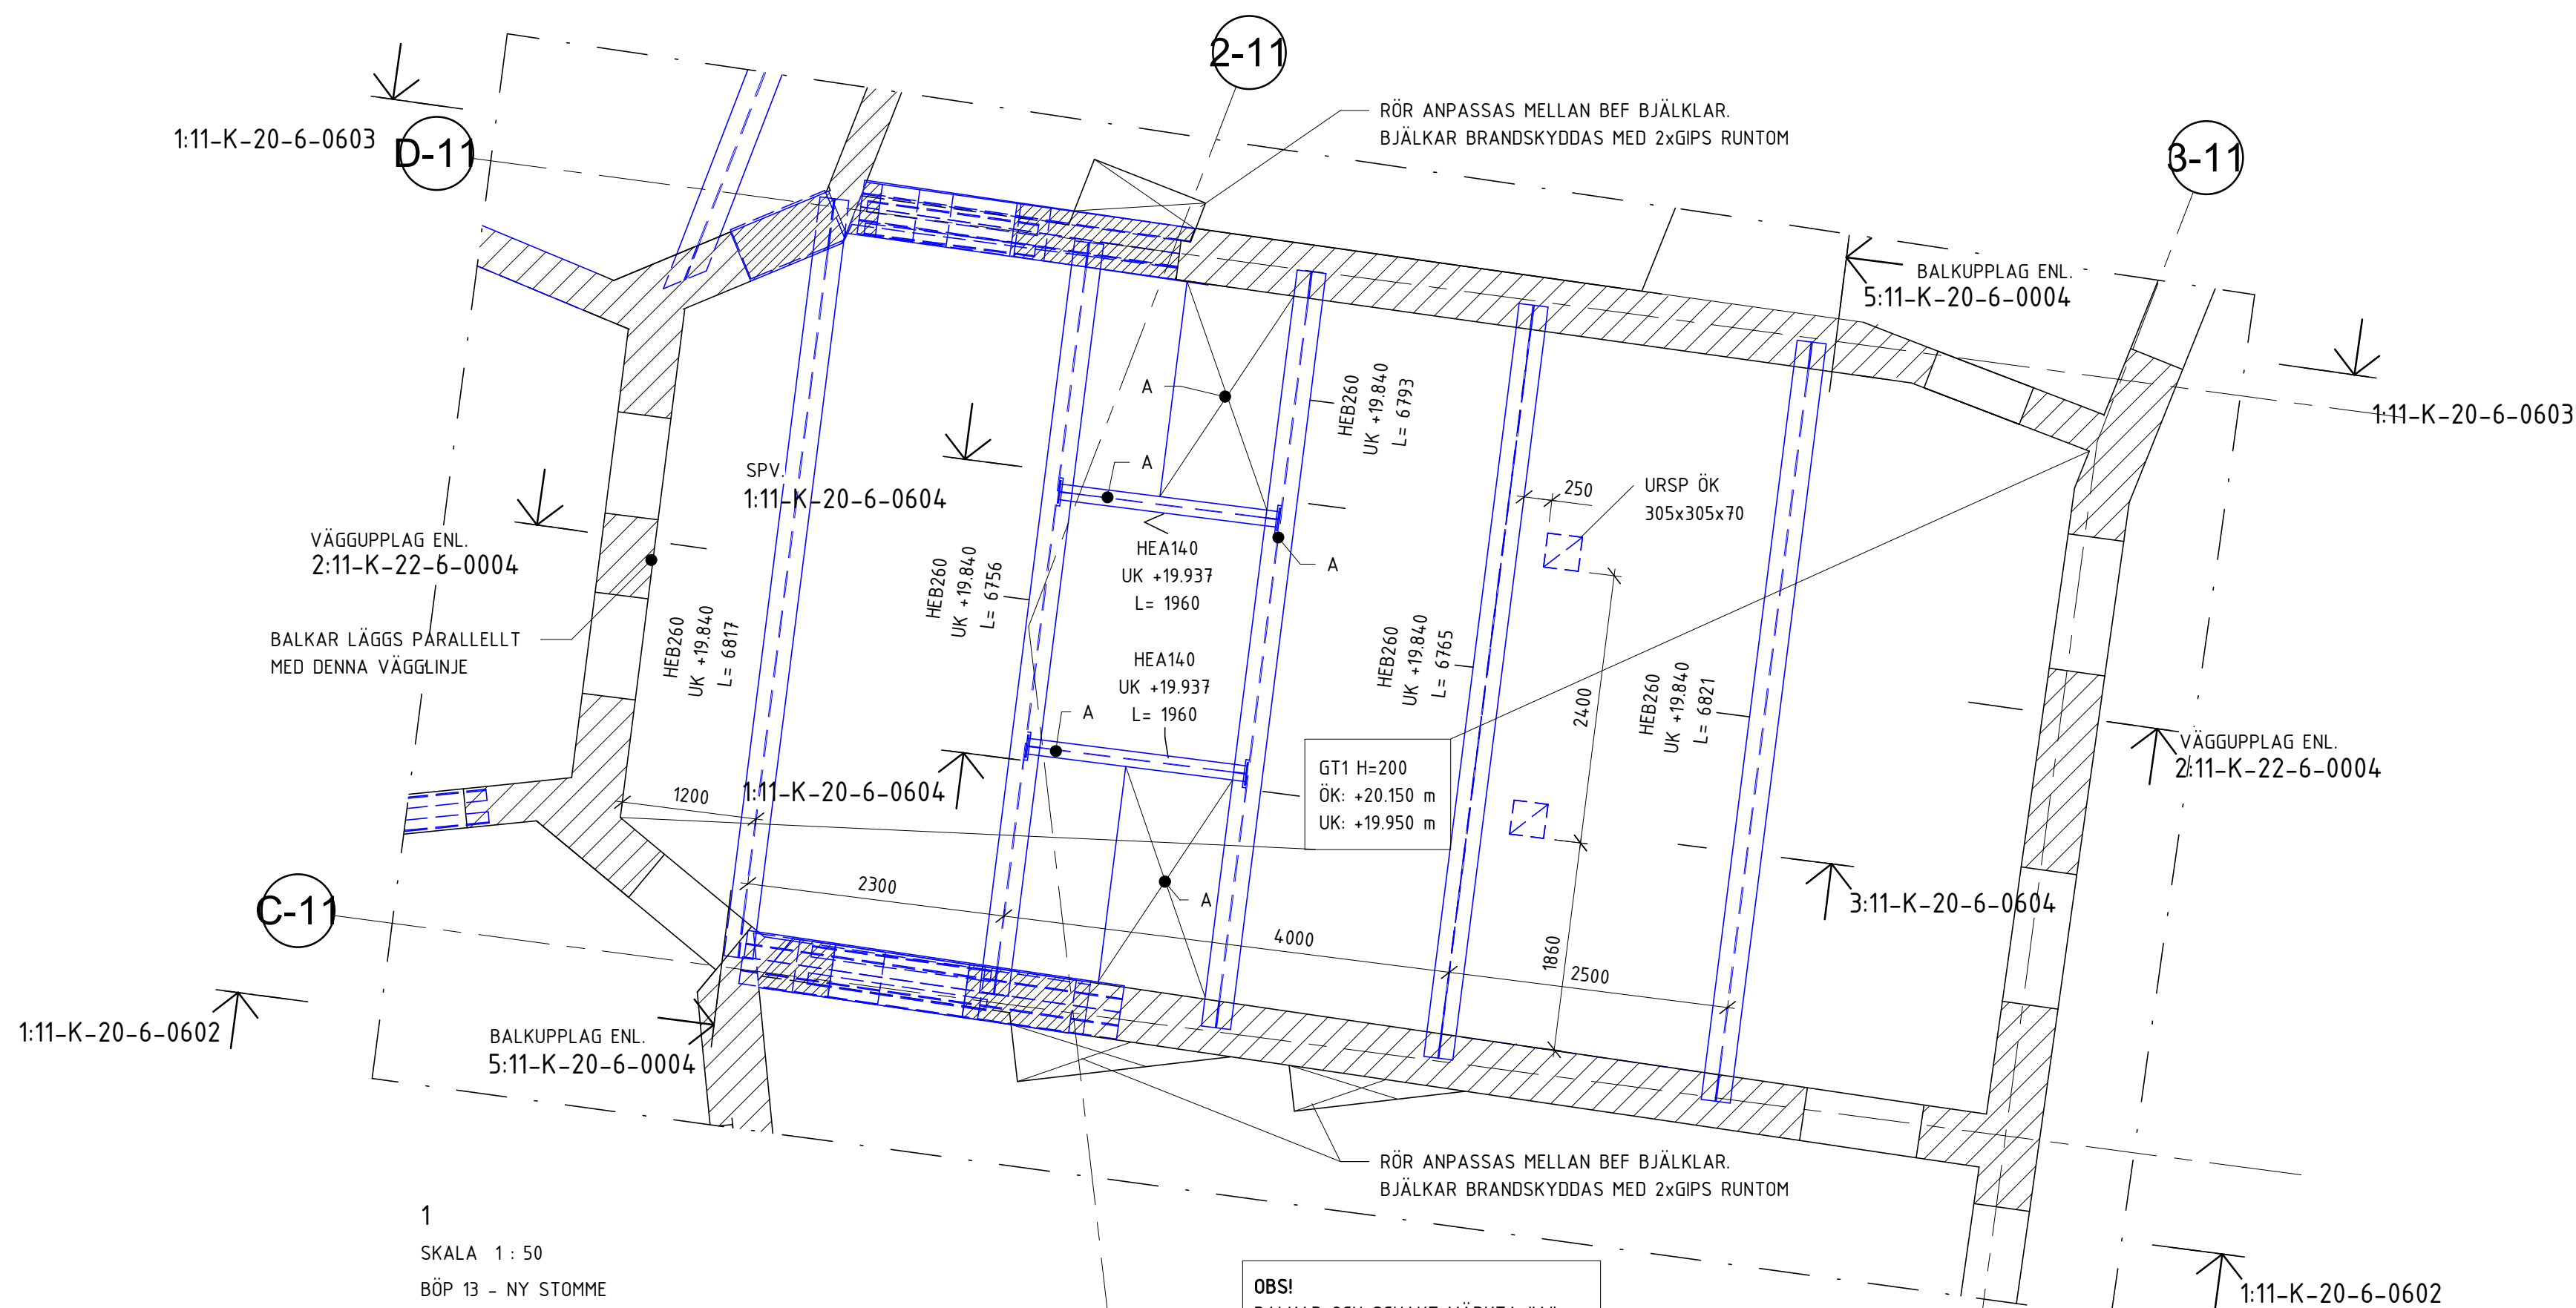 2-11
RÖR ANPASSAS MELLAN BEF BJÄLKLAR.
BJÄLKAR BRANDSKYDDAS MED 2xGIPS RUNTOM
1:11-K-20-6-0603
D-11
3-11
BALKUPPLAG ENL.
5:11-K-20-6-0004
1:11-K-20-6-0603
A
HEB260
UK +19.840
L= 6793
A
SPV.
1:11-K-20-6-0604
250
URSP ÖK
305x305x70
VÄGGUPPLAG ENL.
2:11-K-22-6-0004
HEA140
UK +19.937
L= 1960
A
HEB260
UK +19.840
L= 6756
BALKAR LÄGGS PARALLELLT
MED DENNA VÄGGLINJE
HEB260
UK +19.840
L= 6817
HEA140
UK +19.937
L= 1960
A
HEB260
UK +19.840
L= 6765
2400
HEB260
UK +19.840
L= 6821
VÄGGUPPLAG ENL.
2:11-K-22-6-0004
GT1 H=200
ÖK: +20.150 m
UK: +19.950 m
1200
1:11-K-20-6-0604
2300
A
3:11-K-20-6-0604
C-11
4000
1860
2500
1:11-K-20-6-0602
BALKUPPLAG ENL.
5:11-K-20-6-0004
RÖR ANPASSAS MELLAN BEF BJÄLKLAR.
BJÄLKAR BRANDSKYDDAS MED 2xGIPS RUNTOM
1
SKALA 1 : 50
BÖP 13 - NY STOMME
OBS!
1:11-K-20-6-0602